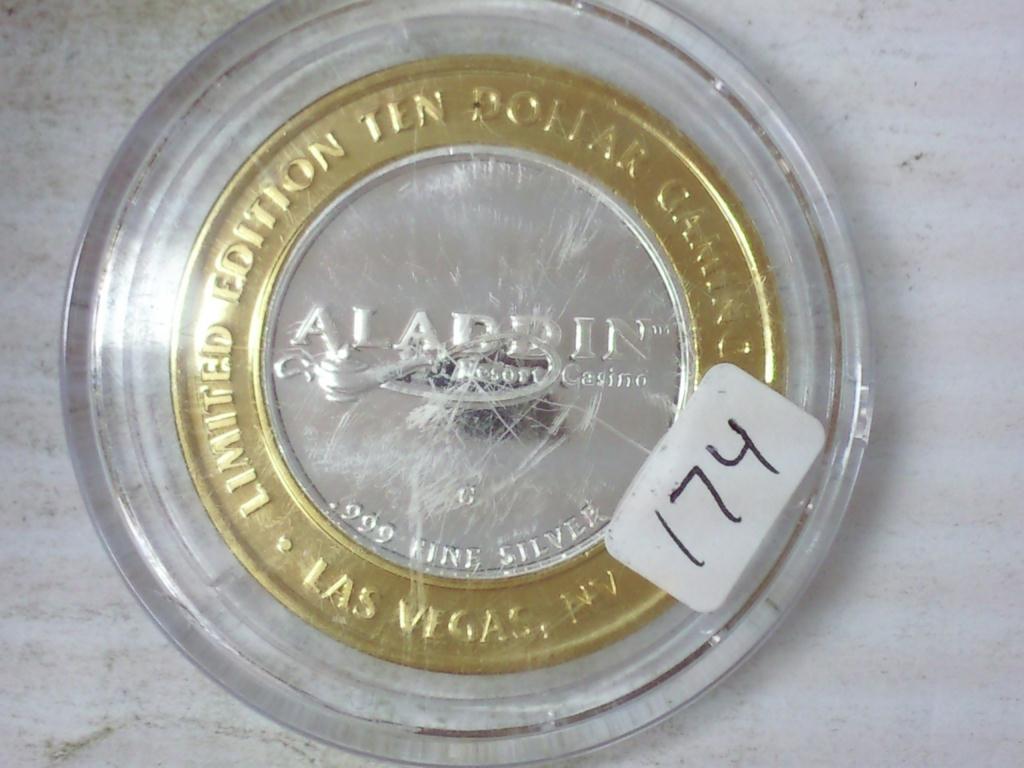 LIMITED EDITION TEN DOLLAR GAMING
ALADDIN™
Resort Casino
G
.999 FINE SILVER
• LAS VEGAS, NV
174